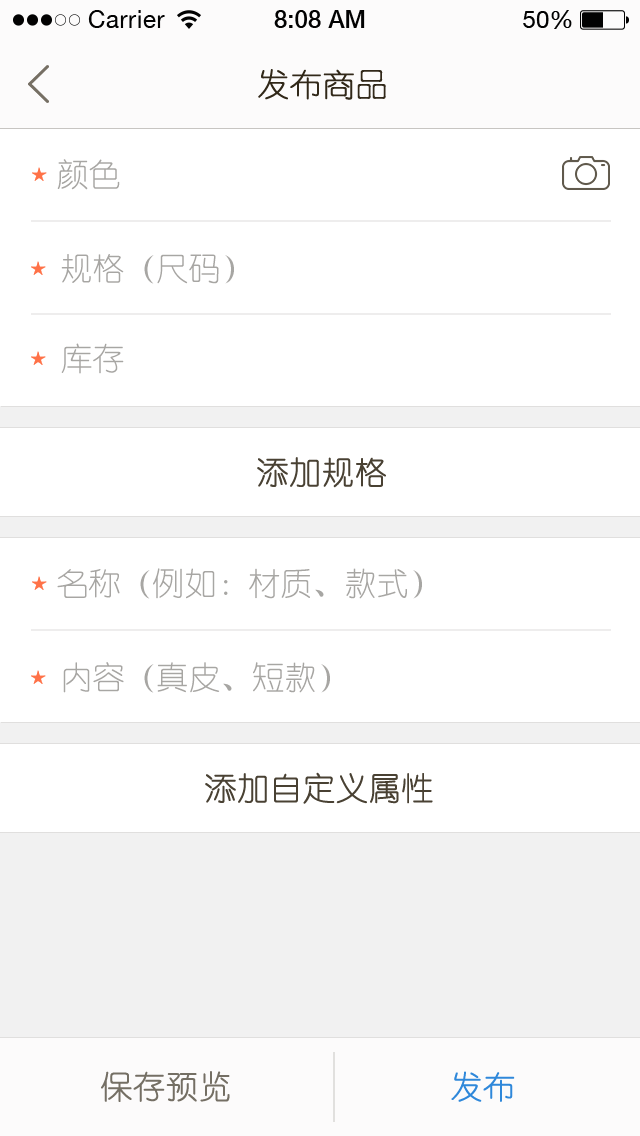 Carrier 8:08 AM 50%
发布商品
★ 颜色
★ 规格（尺码）
★ 库存
添加规格
★ 名称（例如：材质、款式）
★ 内容（真皮、短款）
添加自定义属性
保存预览 发布